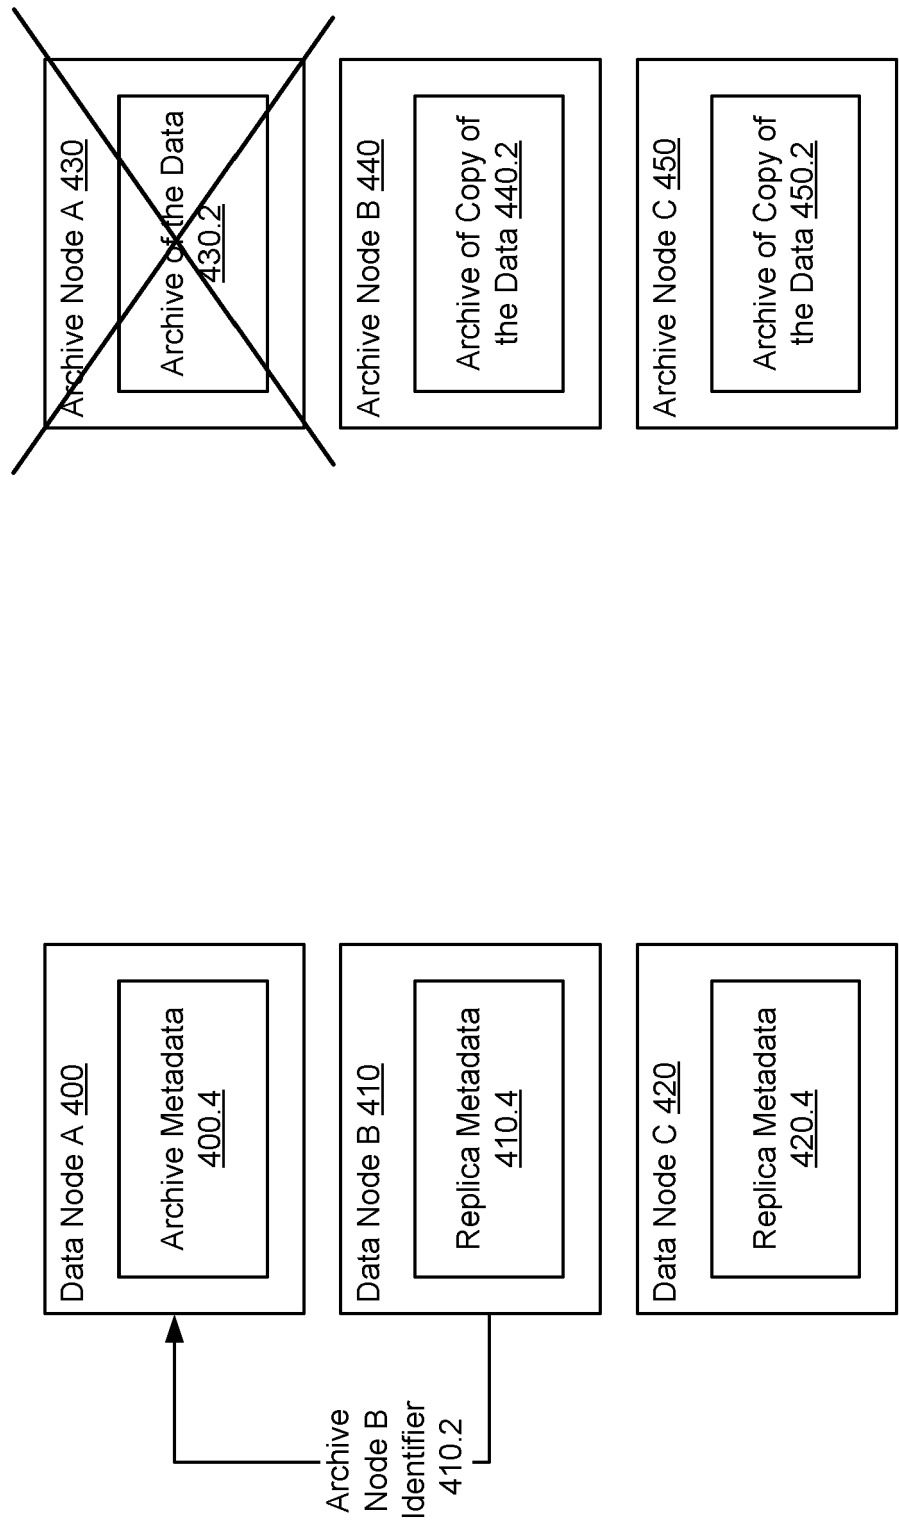 Data Node A 400
Archive Metadata
400.4
Archive Node A 430
Archive of the Data
430.2
Archive
Node B
Identifier
410.2
Data Node B 410
Replica Metadata
410.4
Archive Node B 440
Archive of Copy of
the Data 440.2
Data Node C 420
Replica Metadata
420.4
Archive Node C 450
Archive of Copy of
the Data 450.2